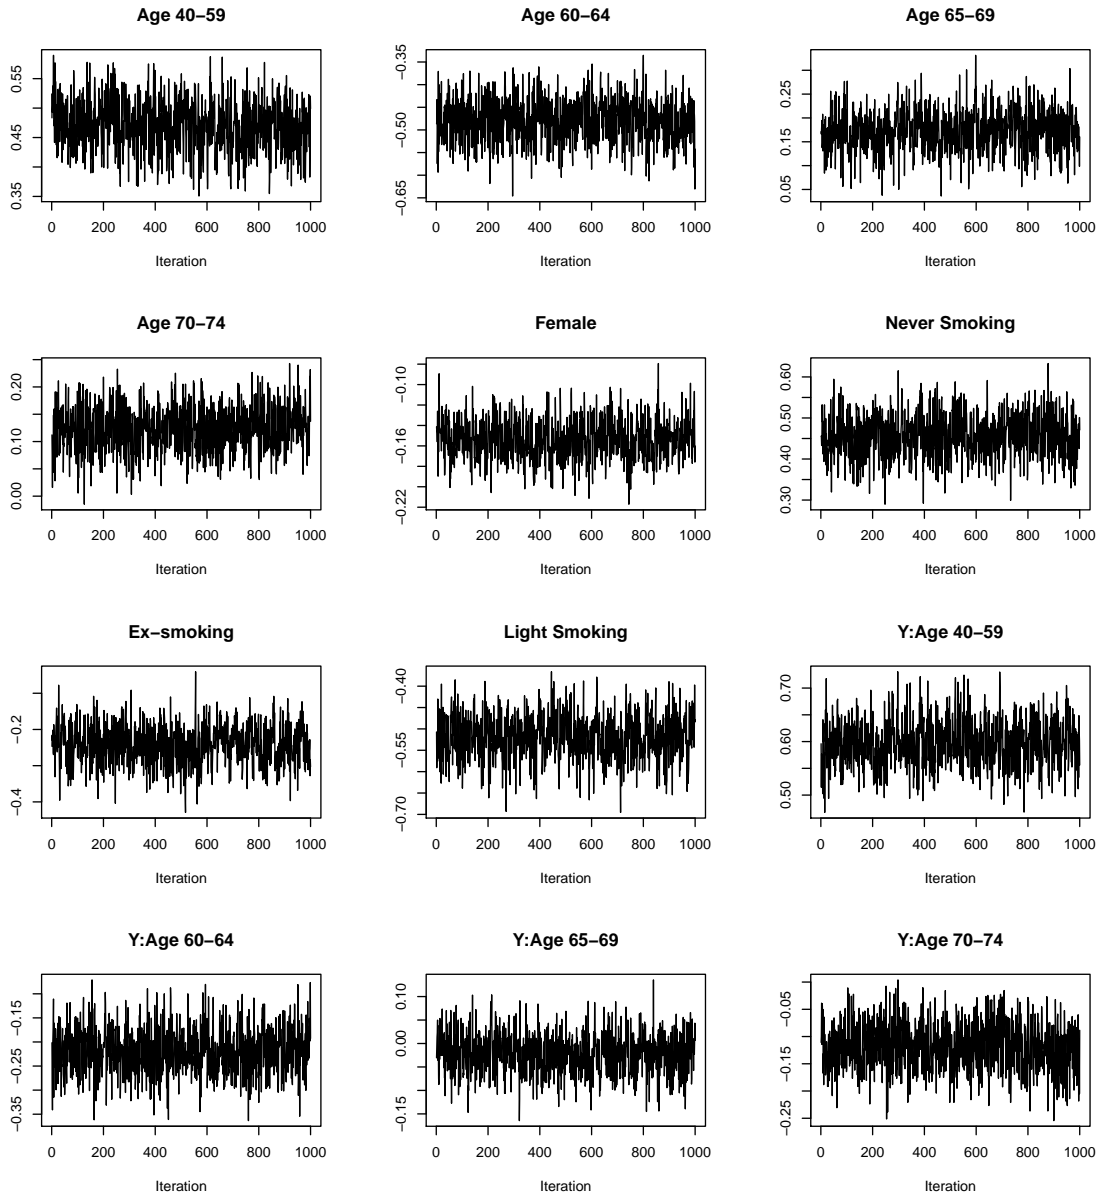 Age 40−59 Age 60−64 Age 65−69
0.55 −0.35 0.25
0.45 −0.50 0.15
0.35 −0.65 0.05
0 200 400 600 800 1000 0 200 400 600 800 1000 0 200 400 600 800 1000
Iteration Iteration Iteration
Age 70−74 Female Never Smoking
0.20 −0.10 0.60
0.10 −0.16 0.50
0.00 −0.22 0.40
0.30
0 200 400 600 800 1000 0 200 400 600 800 1000 0 200 400 600 800 1000
Iteration Iteration Iteration
Ex−smoking Light Smoking Y:Age 40−59
−0.2 −0.40 0.70
−0.4 −0.55 0.60
−0.70 0.50
0 200 400 600 800 1000 0 200 400 600 800 1000 0 200 400 600 800 1000
Iteration Iteration Iteration
Y:Age 60−64 Y:Age 65−69 Y:Age 70−74
−0.15 0.10 −0.05
−0.25 0.00 −0.15
−0.35 −0.15 −0.25
0 200 400 600 800 1000 0 200 400 600 800 1000 0 200 400 600 800 1000
Iteration Iteration Iteration